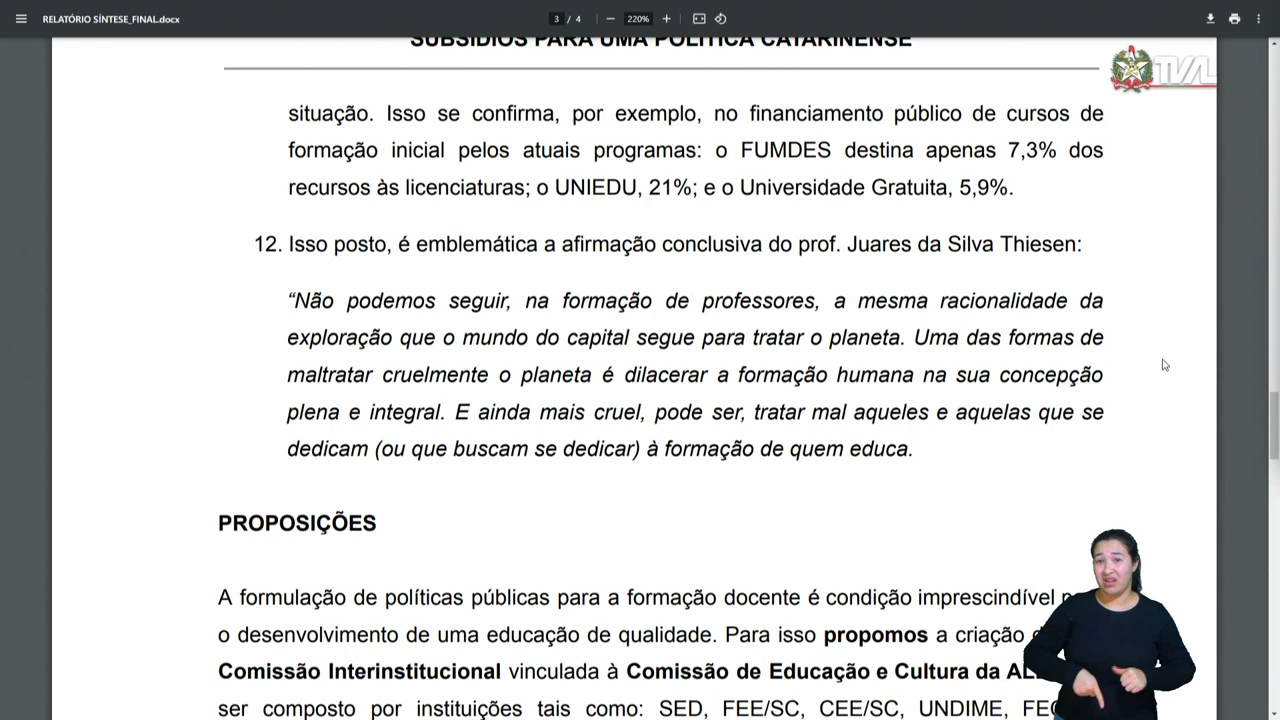 RELATÓRIO SÍNTESE_FINAL.docx
3 / 4
220%
SUBSÍDIOS PARA UMA POLÍTICA CATARINENSE
TVAL
situação. Isso se confirma, por exemplo, no financiamento público de cursos de
formação inicial pelos atuais programas: o FUMDES destina apenas 7,3% dos
recursos às licenciaturas; o UNIEDU, 21%; e o Universidade Gratuita, 5,9%.
12. Isso posto, é emblemática a afirmação conclusiva do prof. Juares da Silva Thiesen:
“Não podemos seguir, na formação de professores, a mesma racionalidade da
exploração que o mundo do capital segue para tratar o planeta. Uma das formas de
maltratar cruelmente o planeta é dilacerar a formação humana na sua concepção
plena e integral. E ainda mais cruel, pode ser, tratar mal aqueles e aquelas que se
dedicam (ou que buscam se dedicar) à formação de quem educa.
PROPOSIÇÕES
A formulação de políticas públicas para a formação docente é condição imprescindível
o desenvolvimento de uma educação de qualidade. Para isso propomos a criação
Comissão Interinstitucional vinculada à Comissão de Educação e Cultura da
ser composto por instituições tais como: SED, FEE/SC, CEE/SC, UNDIME,